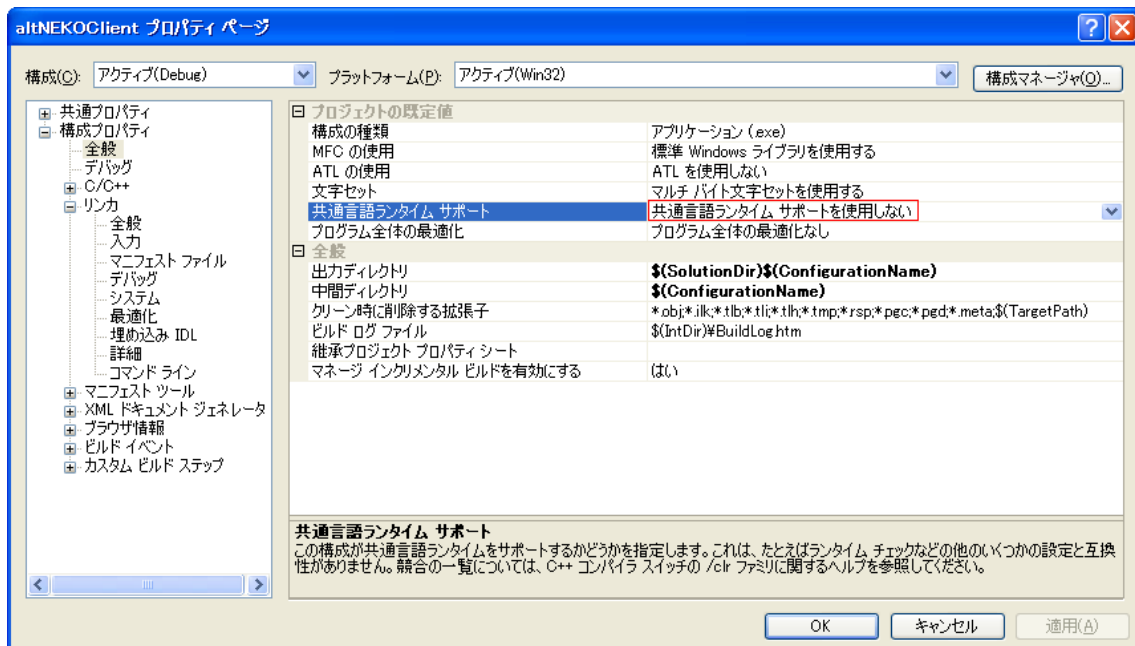 altNEKOClient プロパティ ページ
構成(C): アクティブ(Debug) プラットフォーム(P): アクティブ(Win32) 構成マネージャ(O)...
共通プロパティ
構成プロパティ
全般
デバッグ
C/C++
リンカ
全般
入力
マニフェスト ファイル
デバッグ
システム
最適化
埋め込み IDL
詳細
コマンド ライン
マニフェスト ツール
XML ドキュメント ジェネレータ
ブラウザ情報
ビルド イベント
カスタム ビルド ステップ
プロジェクトの既定値
構成の種類 アプリケーション (.exe)
MFC の使用 標準 Windows ライブラリを使用する
ATL の使用 ATL を使用しない
文字セット マルチ バイト文字セットを使用する
共通言語ランタイム サポート 共通言語ランタイム サポートを使用しない
プログラム全体の最適化 プログラム全体の最適化なし
全般
出力ディレクトリ $(SolutionDir)$(ConfigurationName)
中間ディレクトリ $(ConfigurationName)
クリーン時に削除する拡張子 *.obj;*.ilk;*.tlb;*.tli;*.tlh;*.tmp;*.rsp;*.pgc;*.pgd;*.meta;$(TargetPath)
ビルド ログ ファイル $(IntDir)¥BuildLog.htm
継承プロジェクト プロパティ シート
マネージ インクリメンタル ビルドを有効にする はい
共通言語ランタイム サポート
この構成が共通言語ランタイムをサポートするかどうかを指定します。これは、たとえばランタイム チェックなどの他のいくつかの設定と互換
性がありません。競合の一覧については、C++ コンパイラ スイッチの /clr ファミリに関するヘルプを参照してください。
OK キャンセル 適用(A)